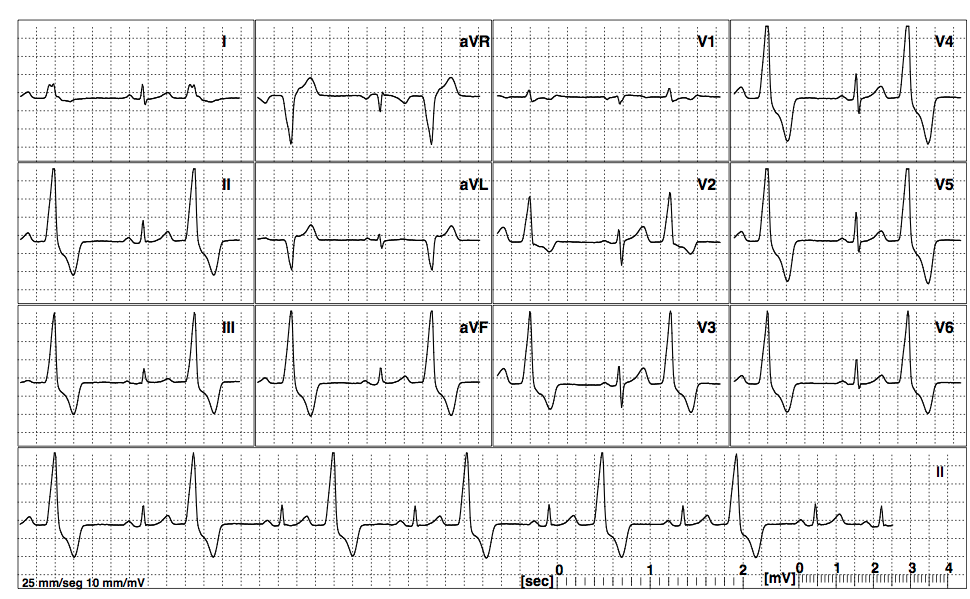 I aVR V1 V4
II aVL V2 V5
III aVF V3 V6
II
25 mm/seg 10 mm/mV [sec] 0 1 2 [mV] 0 1 2 3 4